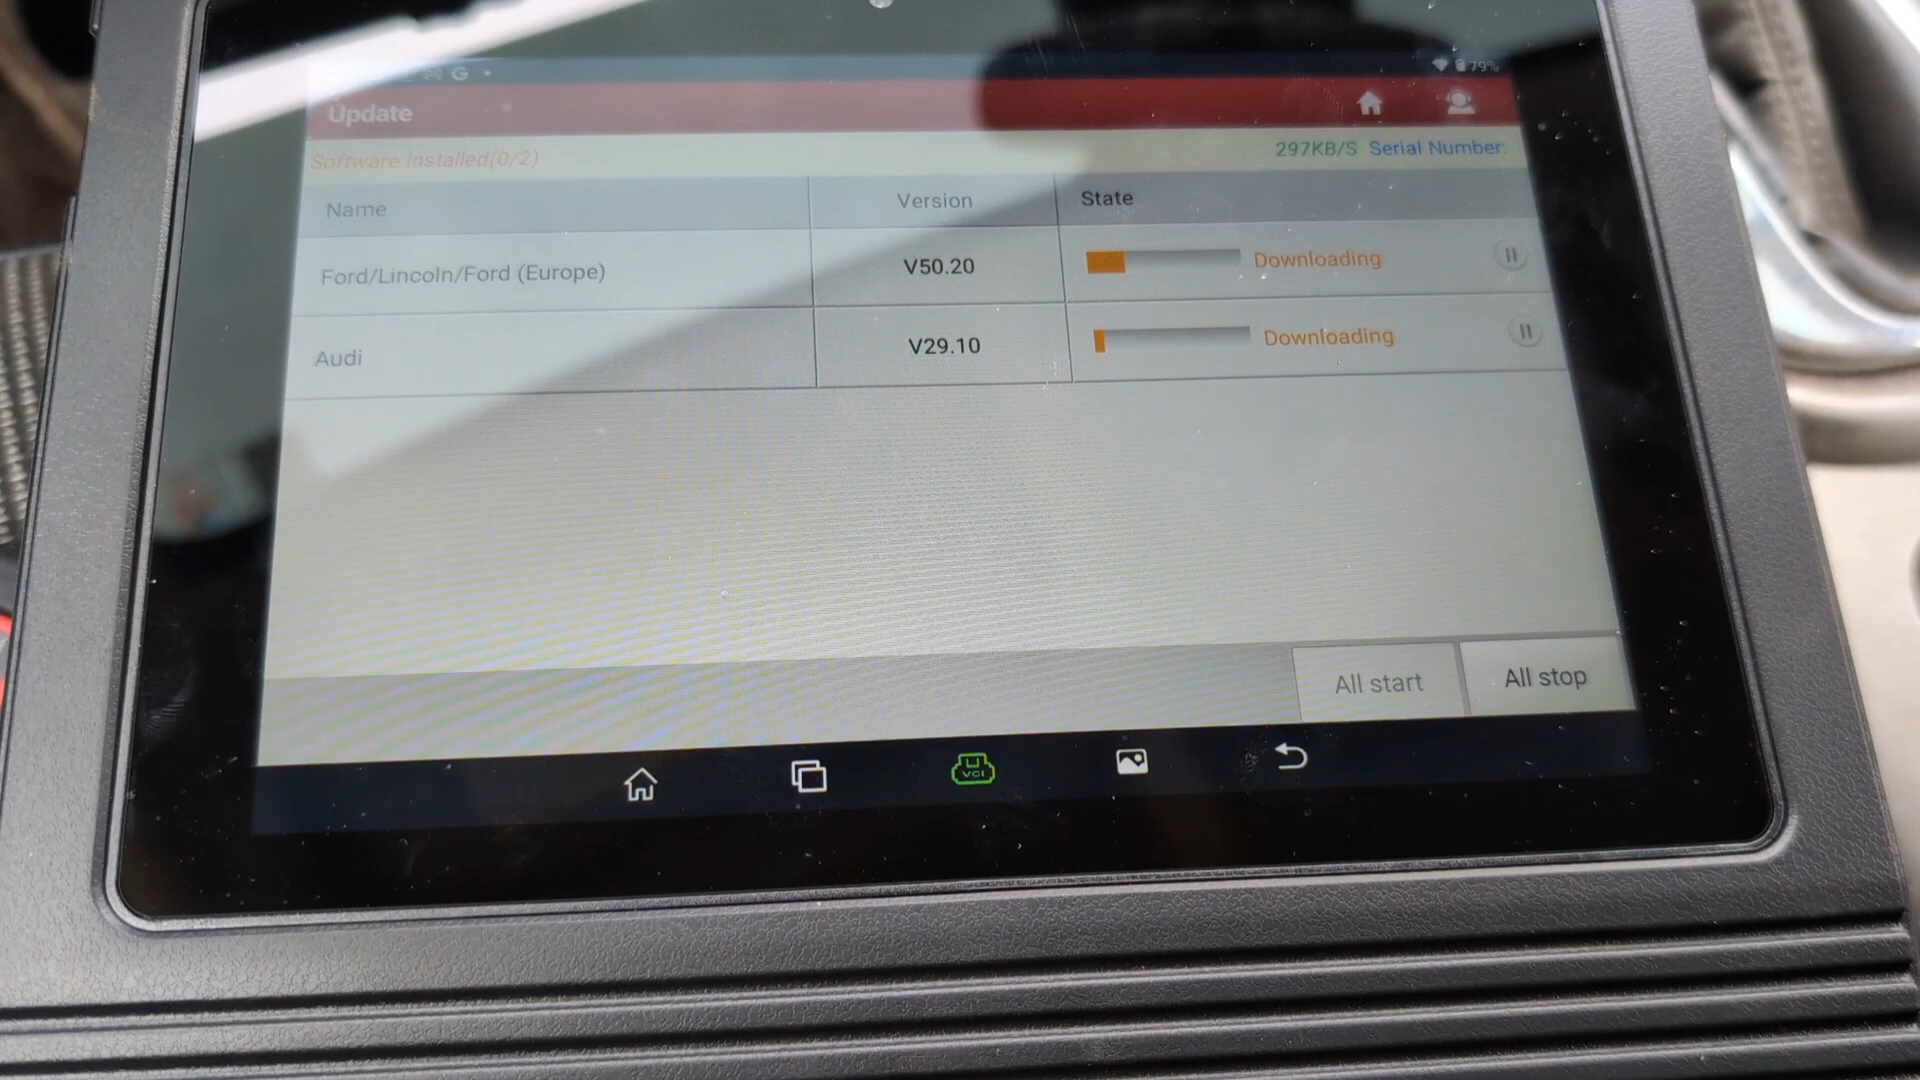 G 79%
Update
Software Installed(0/2) 297KB/S Serial Number:
Name Version State
Ford/Lincoln/Ford (Europe) V50.20 Downloading
Audi V29.10 Downloading
All start All stop
VCI